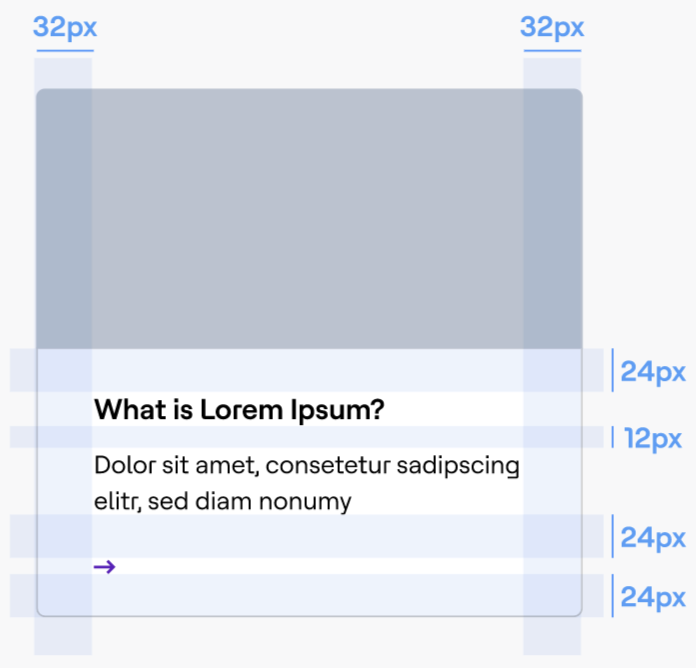 32px 32px
24px
What is Lorem Ipsum?
12px
Dolor sit amet, consetetur sadipscing
elitr, sed diam nonumy
24px
→
24px